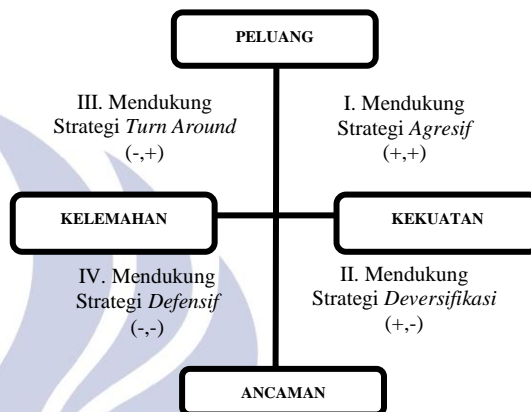 PELUANG
III. Mendukung
Strategi Turn Around
(-,+)
I. Mendukung
Strategi Agresif
(+,+)
KELEMAHAN
KEKUATAN
IV. Mendukung
Strategi Defensif
(-,-)
II. Mendukung
Strategi Deversifikasi
(+,-)
ANCAMAN